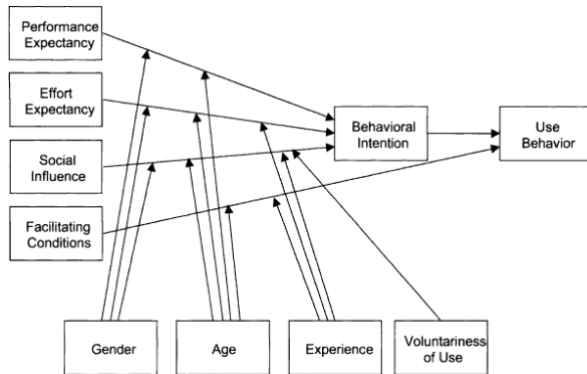 Performance
Expectancy
Effort
Expectancy
Behavioral
Intention
Use
Behavior
Social
Influence
Facilitating
Conditions
Gender
Age
Experience
Voluntariness
of Use